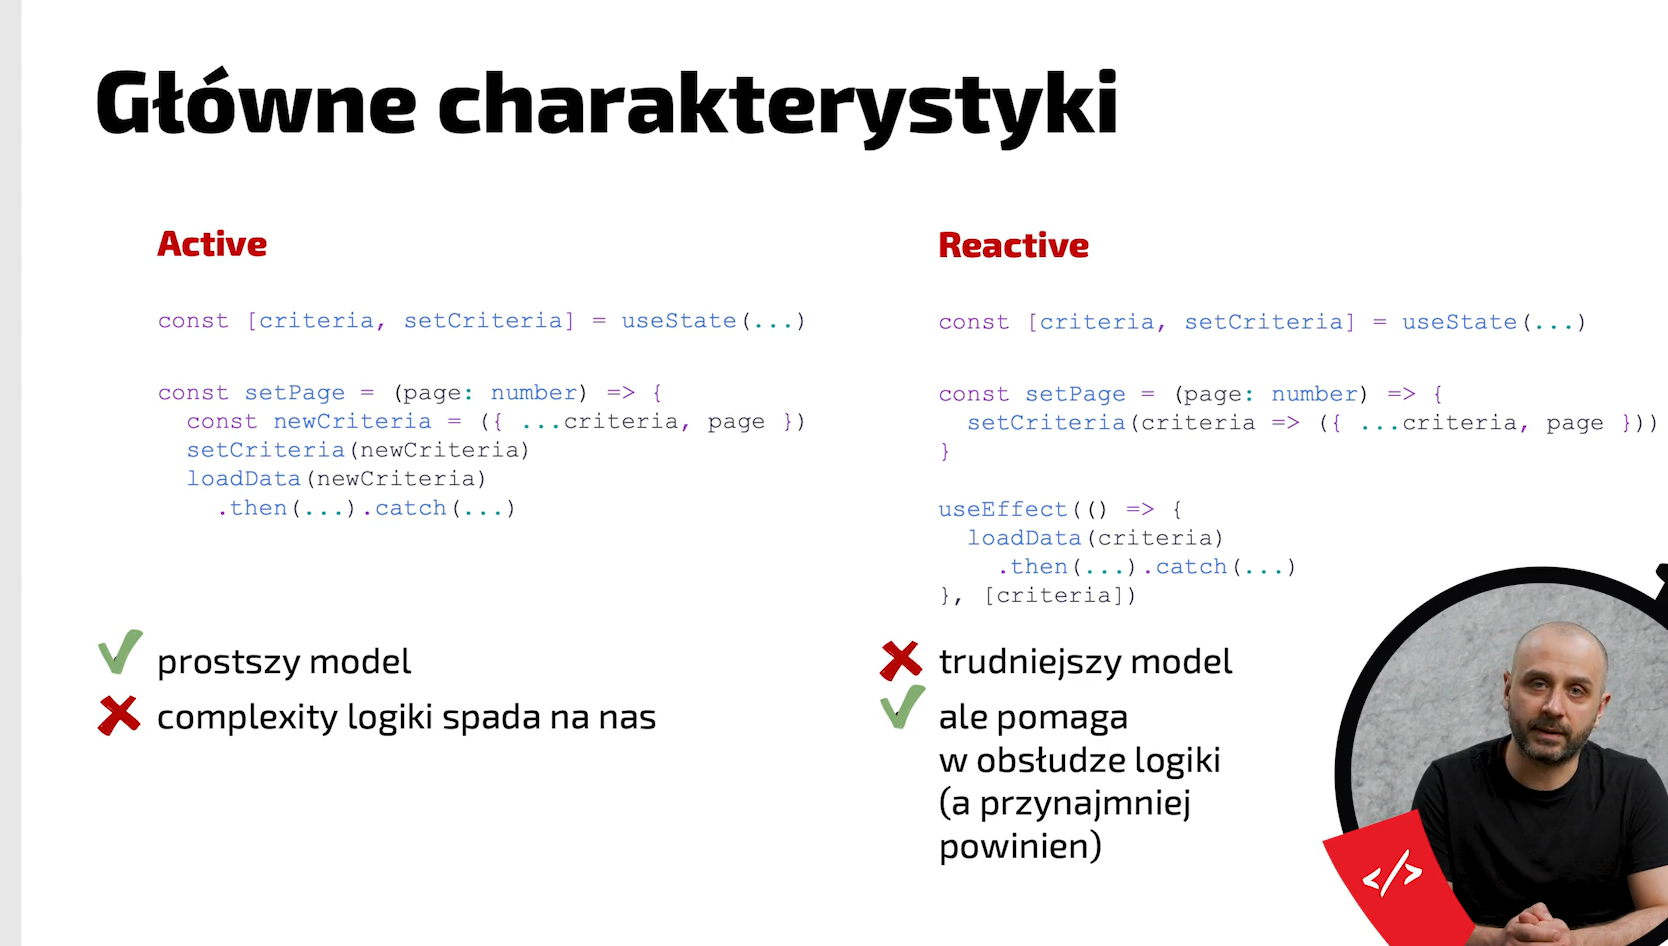 Główne charakterystyki
Active
const [criteria, setCriteria] = useState(...)
const setPage = (page: number) => {
  const newCriteria = ({ ...criteria, page })
  setCriteria(newCriteria)
  loadData(newCriteria)
    .then(...).catch(...)
prostszy model
complexity logiki spada na nas
Reactive
const [criteria, setCriteria] = useState(...)
const setPage = (page: number) => {
  setCriteria(criteria => ({ ...criteria, page }))
}
useEffect(() => {
  loadData(criteria)
    .then(...).catch(...)
}, [criteria])
trudniejszy model
ale pomaga
w obsłudze logiki
(a przynajmniej
powinien)
</>